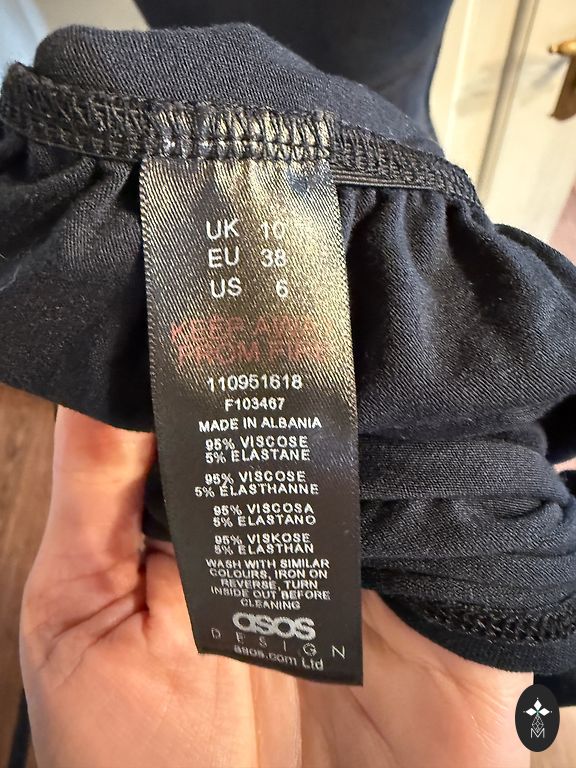 UK 10
EU 38
US 6
KEEP AWAY
FROM FIRE
110951618
F103467
MADE IN ALBANIA
95% VISCOSE
5% ELASTANE
95% VISCOSE
5% ÉLASTHANNE
95% VISCOSA
5% ELASTANO
95% VISKOSE
5% ELASTHAN
WASH WITH SIMILAR
COLOURS, IRON ON
REVERSE, TURN
INSIDE OUT BEFORE
CLEANING
asos
DESIGN
asos.com Ltd
M